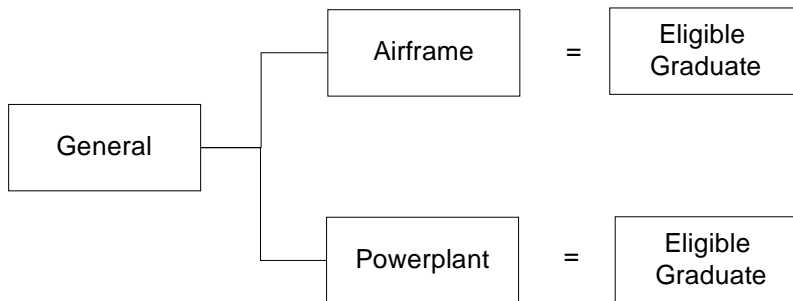 Airframe
=
Eligible
Graduate
General
Powerplant
=
Eligible
Graduate